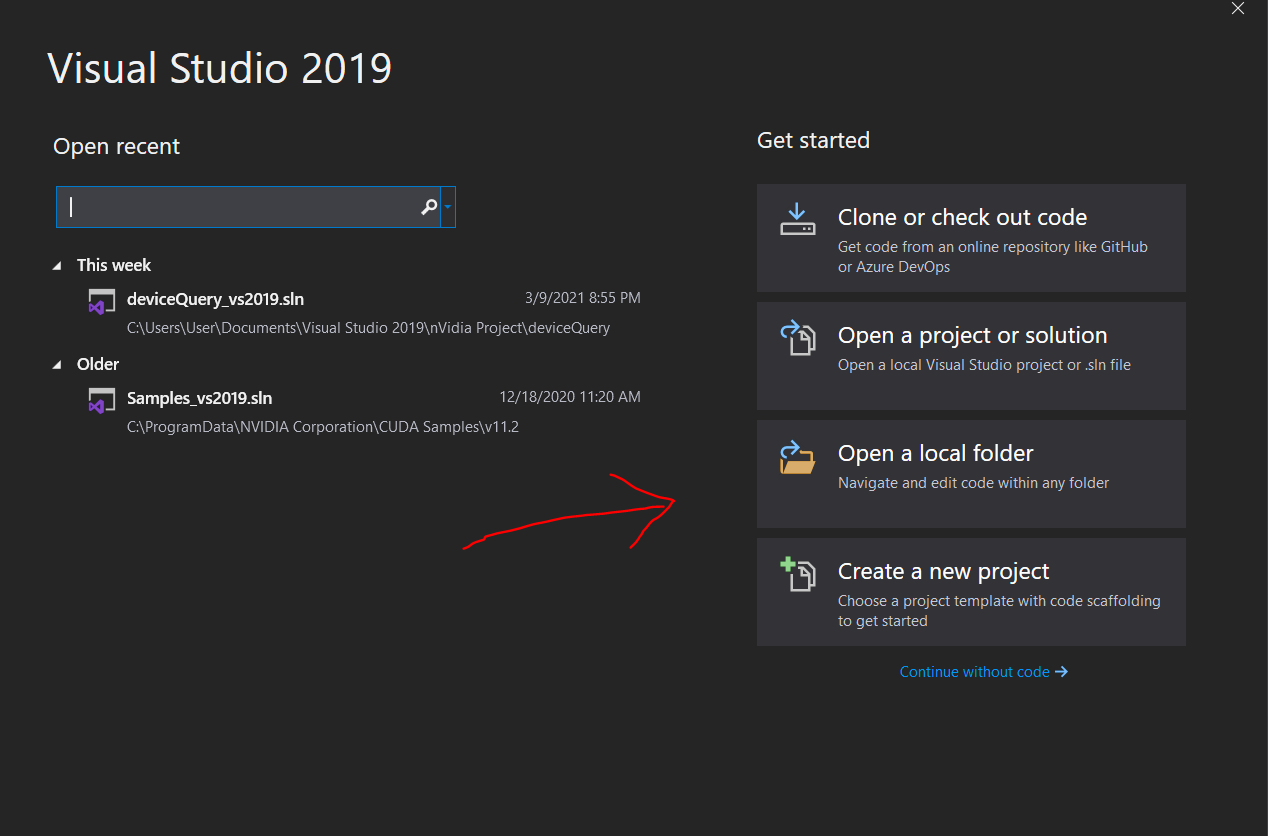 Visual Studio 2019
Open recent
This week
deviceQuery_vs2019.sln 3/9/2021 8:55 PM
C:\Users\User\Documents\Visual Studio 2019\nVidia Project\deviceQuery
Older
Samples_vs2019.sln 12/18/2020 11:20 AM
C:\ProgramData\NVIDIA Corporation\CUDA Samples\v11.2
Get started
Clone or check out code
Get code from an online repository like GitHub
or Azure DevOps
Open a project or solution
Open a local Visual Studio project or .sln file
Open a local folder
Navigate and edit code within any folder
Create a new project
Choose a project template with code scaffolding
to get started
Continue without code